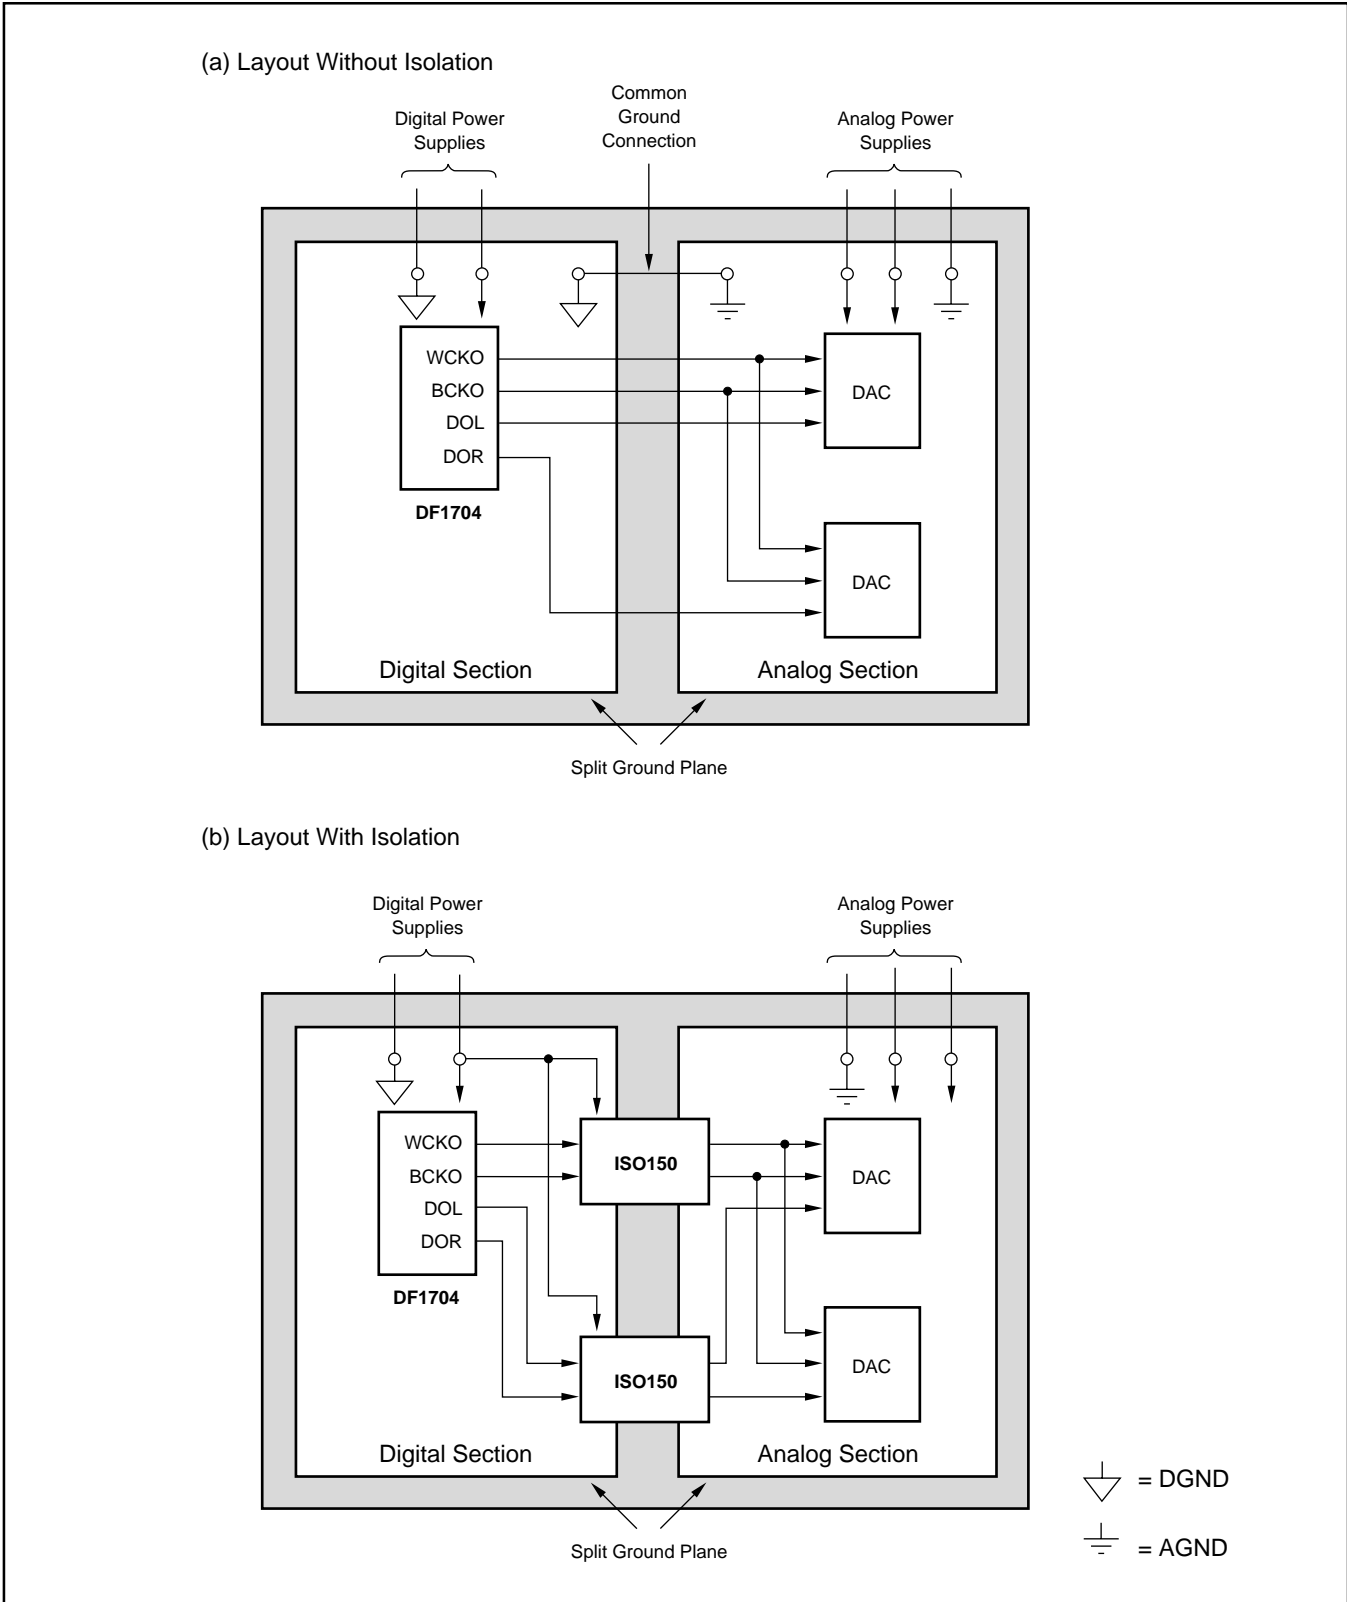 (a) Layout Without Isolation
Common
Ground
Connection
Digital Power
Supplies
Analog Power
Supplies
WCKO
BCKO
DOL
DOR
DF1704
DAC
DAC
Digital Section
Analog Section
Split Ground Plane
(b) Layout With Isolation
Digital Power
Supplies
Analog Power
Supplies
WCKO
BCKO
DOL
DOR
DF1704
ISO150
ISO150
DAC
DAC
Digital Section
Analog Section
Split Ground Plane
= DGND
= AGND